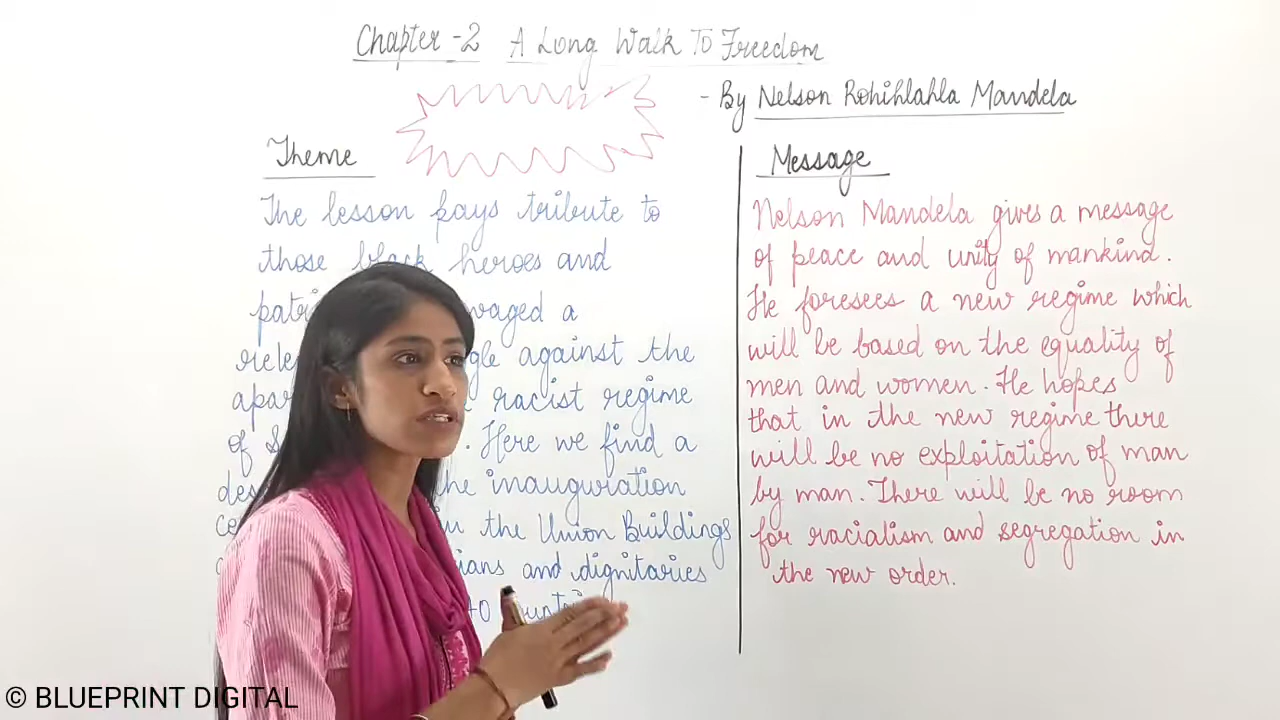 Chapter -2 A Long Walk To Freedom
- By Nelson Rohihlahla Mandela
Theme
The lesson pays tribute to
those black heroes and
waged a
against the
racist regime
of Here we find a
the inauguration
in the Union Buildings
and dignitaries
Message
Nelson Mandela gives a message
of peace and unity of mankind.
He foresees a new regime which
will be based on the equality of
men and women. He hopes
that in the new regime there
will be no exploitation of man
by man. There will be no room
for racialism and segregation in
the new order.
© BLUEPRINT DIGITAL